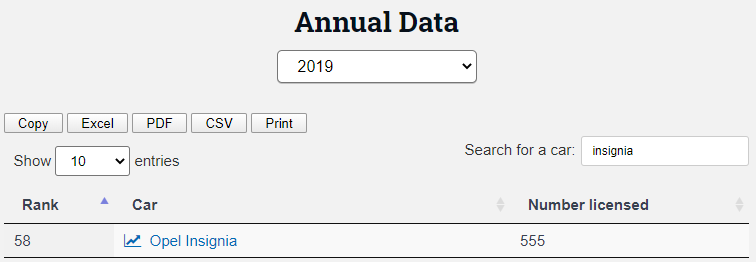 Annual Data
2019
Copy Excel PDF CSV Print
Show 10 entries
Search for a car: insignia
Rank Car Number licensed
58 Opel Insignia 555